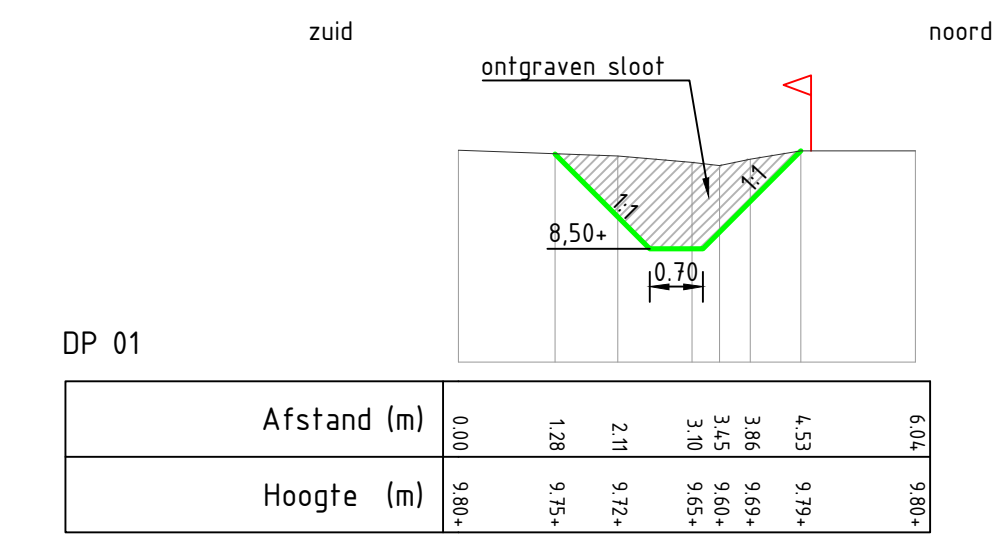 zuid noord
ontgraven sloot
1:1 1:1
8,50+
0.70
DP 01
Afstand (m) 0.00 1.28 2.11 3.10 3.45 3.86 4.53 6.04
Hoogte (m) 9.80+ 9.75+ 9.72+ 9.65+ 9.60+ 9.69+ 9.79+ 9.80+